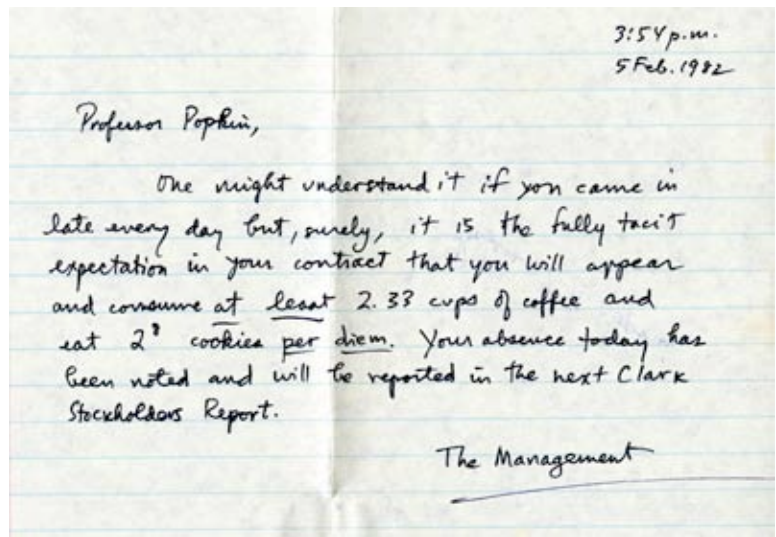 3:54 p.m.
5 Feb. 1982
Professor Popkin,
One might understand it if you came in
late every day but, surely, it is the fully tacit
expectation in your contract that you will appear
and consume at least 2.33 cups of coffee and
eat 2⁸ cookies per diem. Your absence today has
been noted and will be reported in the next Clark
Stockholders Report.
The Management